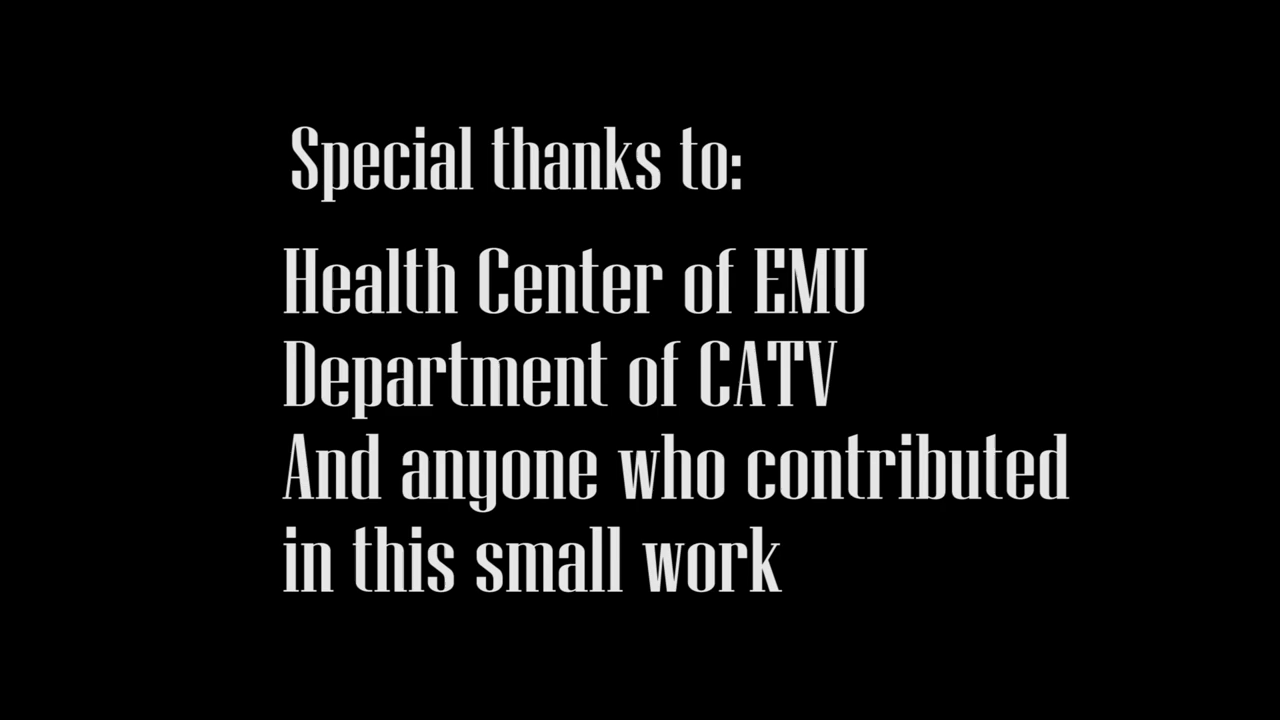 Special thanks to:
Health Center of EMU
Department of CATV
And anyone who contributed
in this small work